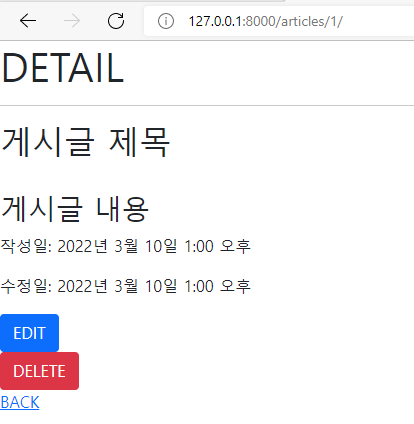 127.0.0.1:8000/articles/1/
DETAIL
게시글 제목
게시글 내용
작성일: 2022년 3월 10일 1:00 오후
수정일: 2022년 3월 10일 1:00 오후
EDIT
DELETE
BACK